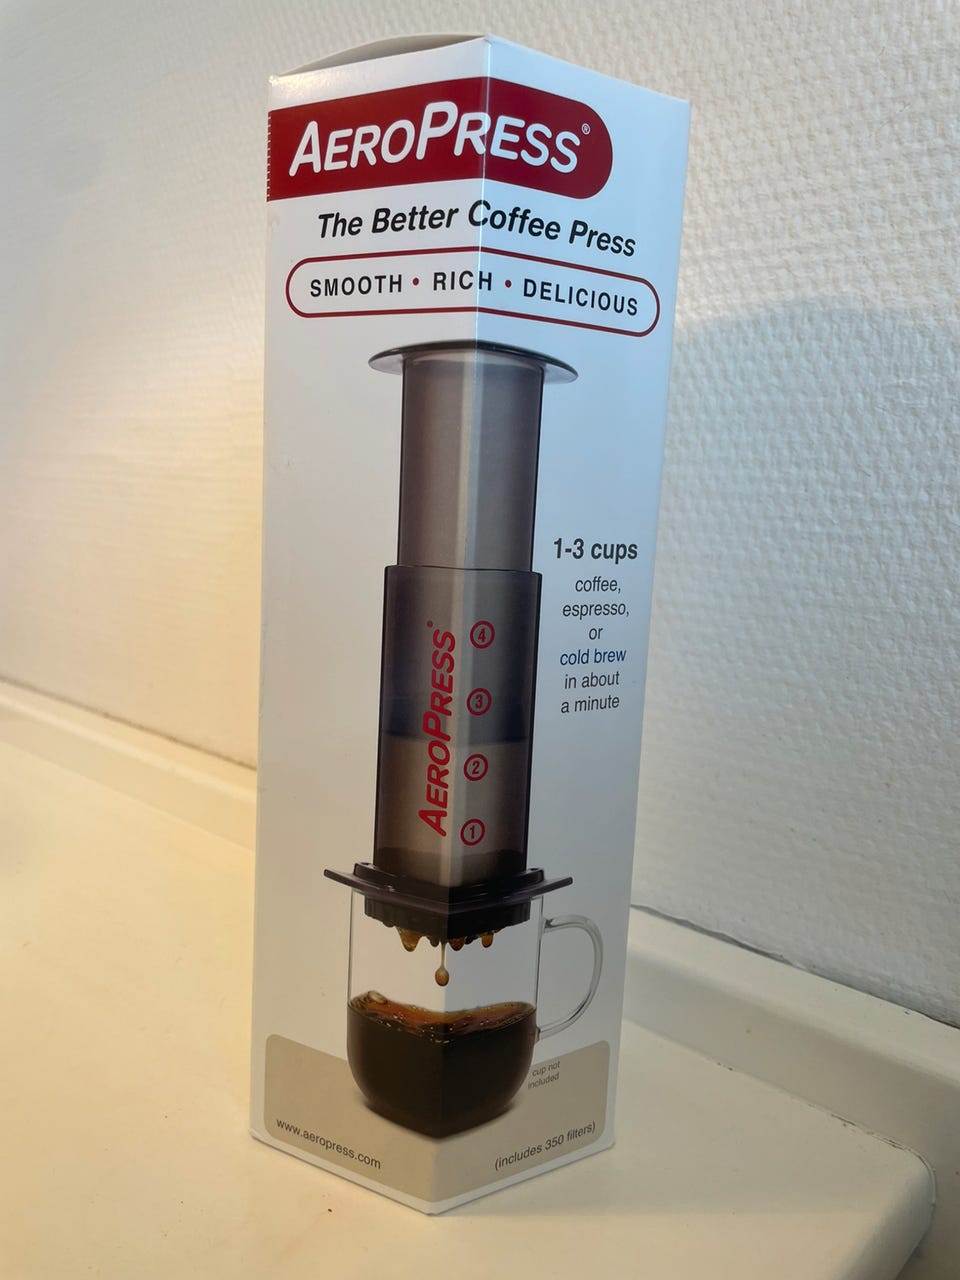 AEROPRESS®
The Better Coffee Press
SMOOTH • RICH • DELICIOUS
1-3 cups
coffee,
espresso,
or
cold brew
in about
a minute
AEROPRESS®
4
3
2
1
cup not
included
www.aeropress.com
(includes 350 filters)